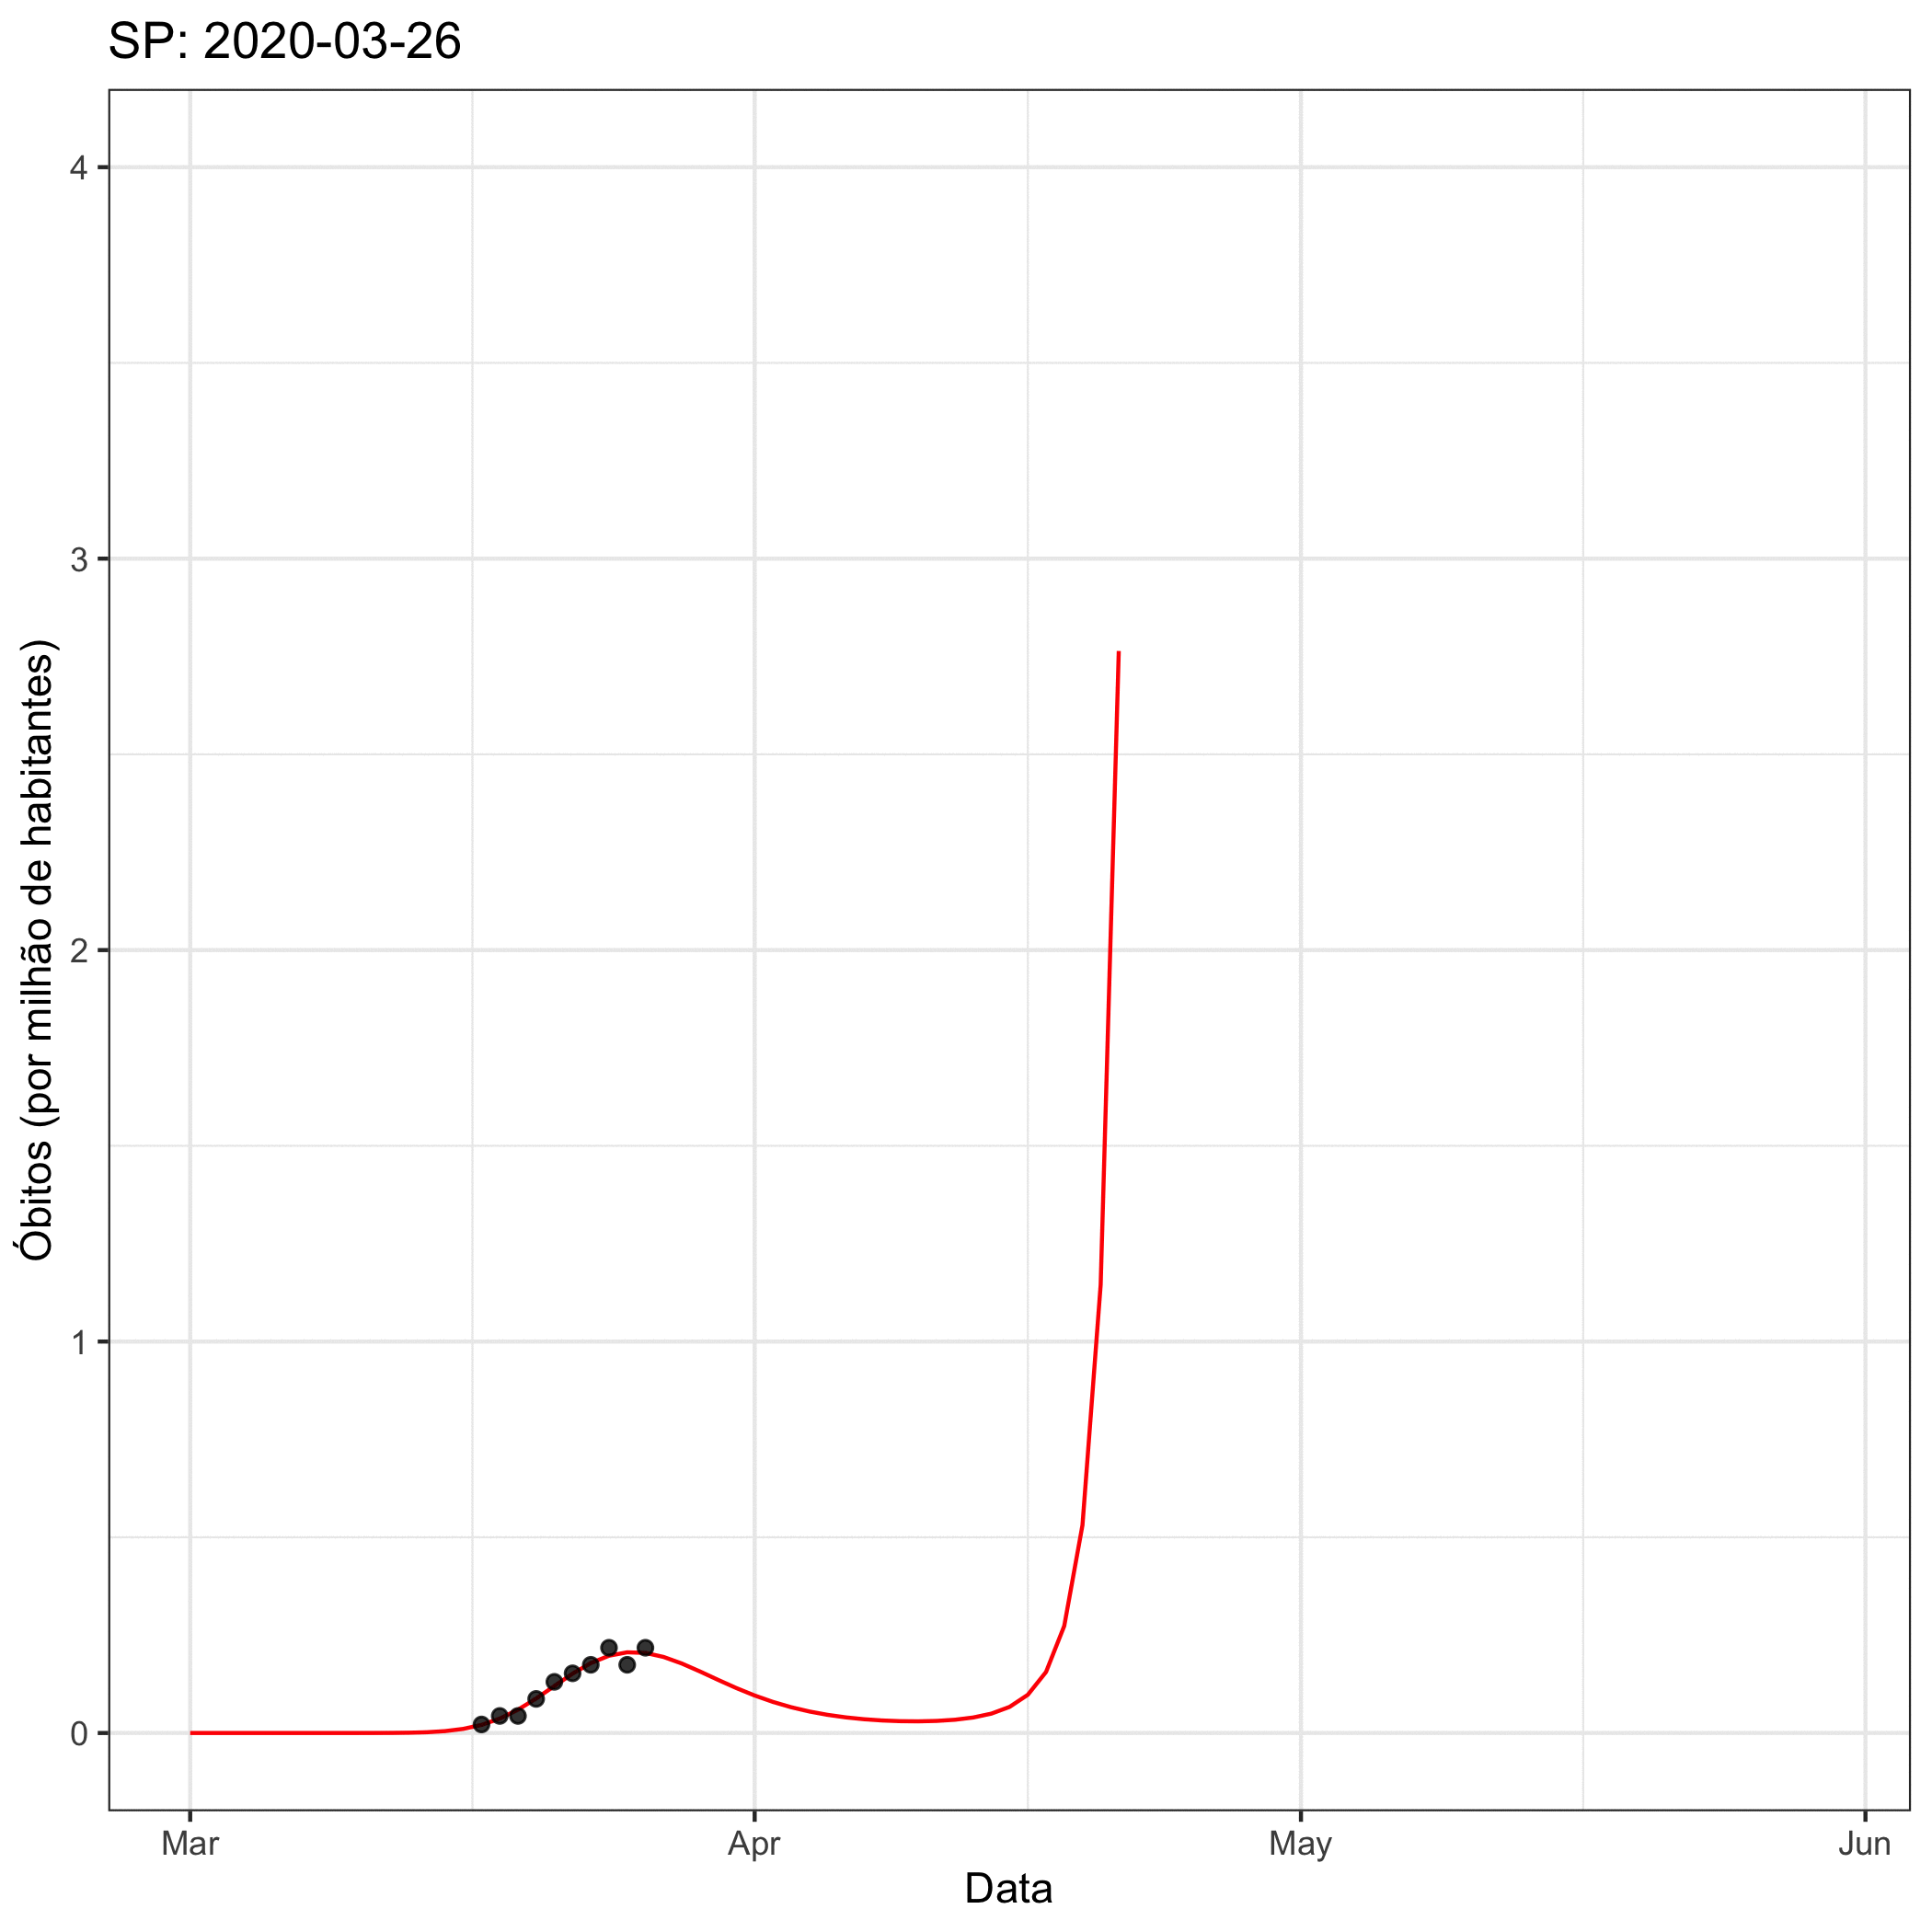 SP: 2020-03-26
Óbitos (por milhão de habitantes)
4
3
2
1
0
Mar Apr May Jun
Data